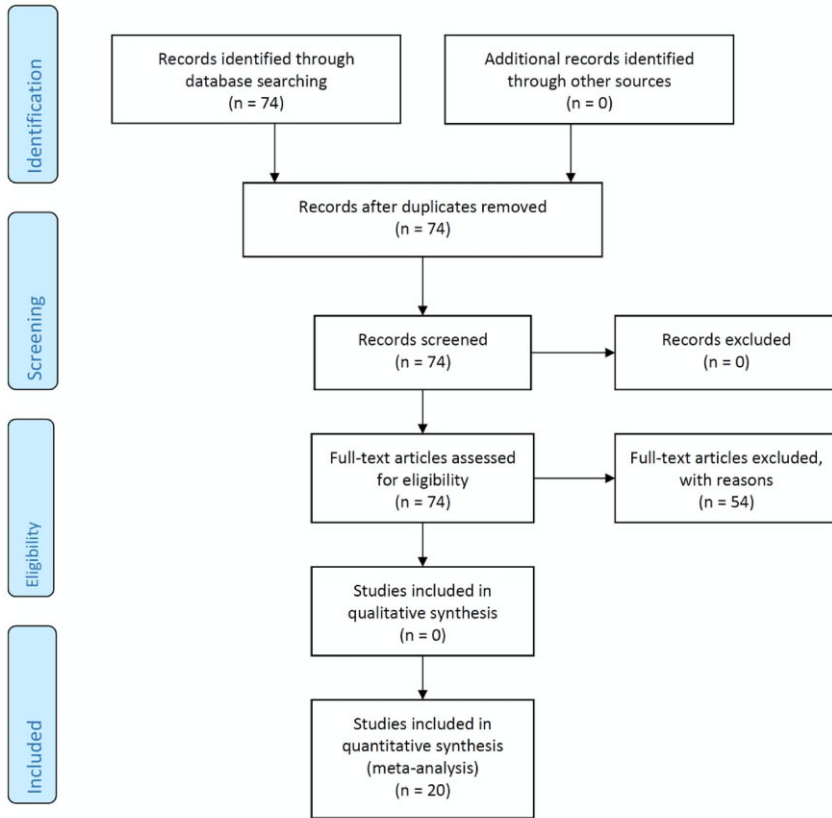 Identification
Records identified through
database searching
(n = 74)
Additional records identified
through other sources
(n = 0)
Records after duplicates removed
(n = 74)
Screening
Records screened
(n = 74)
Records excluded
(n = 0)
Eligibility
Full-text articles assessed
for eligibility
(n = 74)
Full-text articles excluded,
with reasons
(n = 54)
Studies included in
qualitative synthesis
(n = 0)
Included
Studies included in
quantitative synthesis
(meta-analysis)
(n = 20)